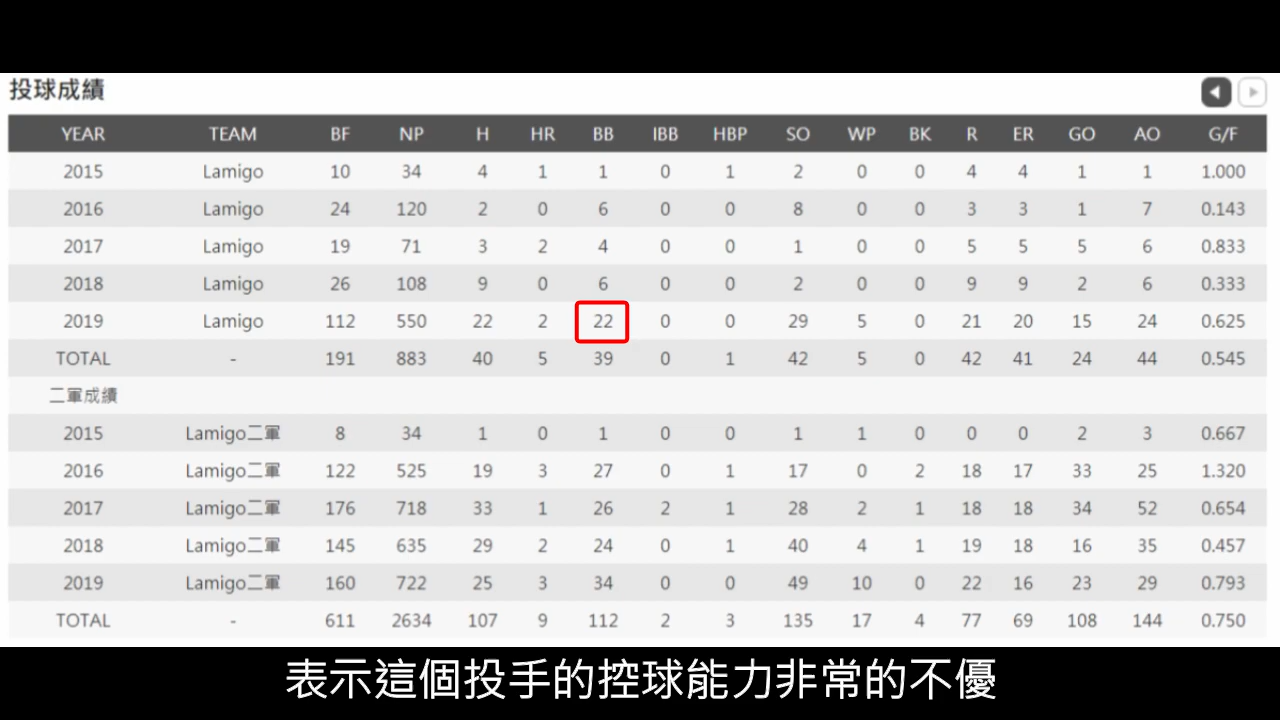 投球成績
YEAR TEAM BF NP H HR BB IBB HBP SO WP BK R ER GO AO G/F
2015 Lamigo 10 34 4 1 1 0 1 2 0 0 4 4 1 1 1.000
2016 Lamigo 24 120 2 0 6 0 0 8 0 0 3 3 1 7 0.143
2017 Lamigo 19 71 3 2 4 0 0 1 0 0 5 5 5 6 0.833
2018 Lamigo 26 108 9 0 6 0 0 2 0 0 9 9 2 6 0.333
2019 Lamigo 112 550 22 2 22 0 0 29 5 0 21 20 15 24 0.625
TOTAL - 191 883 40 5 39 0 1 42 5 0 42 41 24 44 0.545
二軍成績
2015 Lamigo二軍 8 34 1 0 1 0 0 1 1 0 0 0 2 3 0.667
2016 Lamigo二軍 122 525 19 3 27 0 1 17 0 2 18 17 33 25 1.320
2017 Lamigo二軍 176 718 33 1 26 2 1 28 2 1 18 18 34 52 0.654
2018 Lamigo二軍 145 635 29 2 24 0 1 40 4 1 19 18 16 35 0.457
2019 Lamigo二軍 160 722 25 3 34 0 0 49 10 0 22 16 23 29 0.793
TOTAL - 611 2634 107 9 112 2 3 135 17 4 77 69 108 144 0.750
表示這個投手的控球能力非常的不優